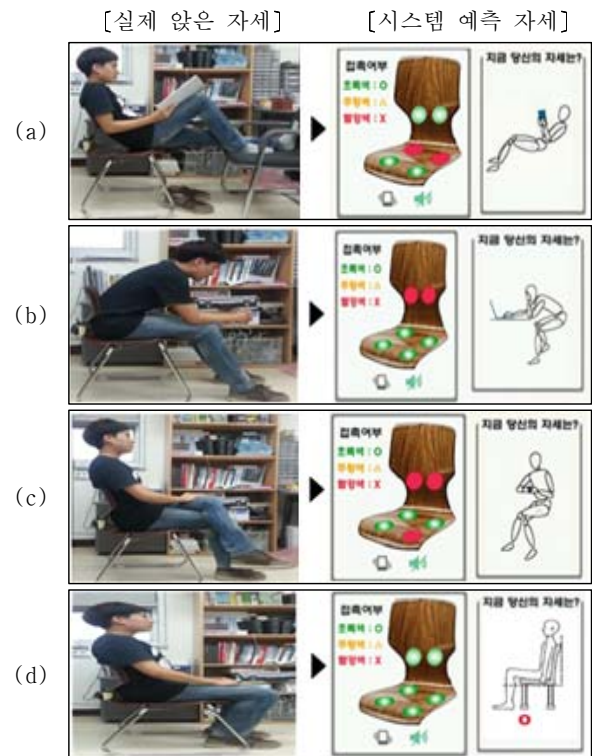 [실제 앉은 자세] [시스템 예측 자세]
(a)
접촉여부
초록색 : O
주황색 : △
빨강색 : X
지금 당신의 자세는?
(b)
접촉여부
초록색 : O
주황색 : △
빨강색 : X
지금 당신의 자세는?
(c)
접촉여부
초록색 : O
주황색 : △
빨강색 : X
지금 당신의 자세는?
(d)
접촉여부
초록색 : O
주황색 : △
빨강색 : X
지금 당신의 자세는?